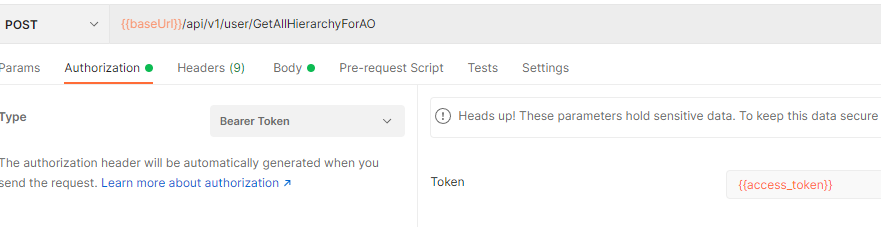 POST {{baseUrl}}/api/v1/user/GetAllHierarchyForAO
Params Authorization Headers (9) Body Pre-request Script Tests Settings
Type Bearer Token
Heads up! These parameters hold sensitive data. To keep this data secure
The authorization header will be automatically generated when you
send the request. Learn more about authorization ↗
Token {{access_token}}